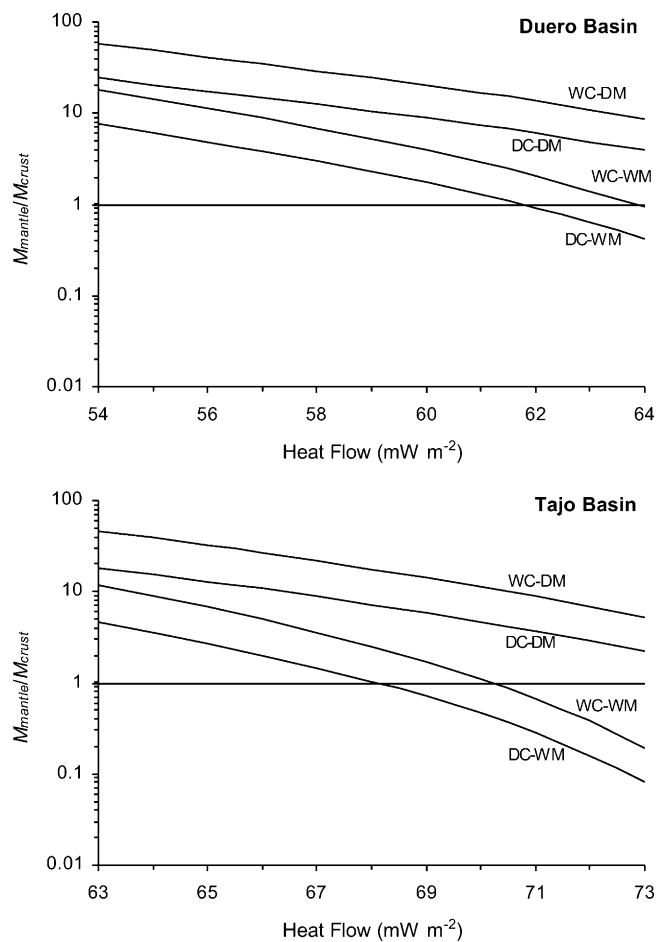 Duero Basin
100
10
1
0.1
0.01
Mmantle/Mcrust
WC-DM
DC-DM
WC-WM
DC-WM
54 56 58 60 62 64
Heat Flow (mW m-2)
Tajo Basin
100
10
1
0.1
0.01
Mmantle/Mcrust
WC-DM
DC-DM
WC-WM
DC-WM
63 65 67 69 71 73
Heat Flow (mW m-2)